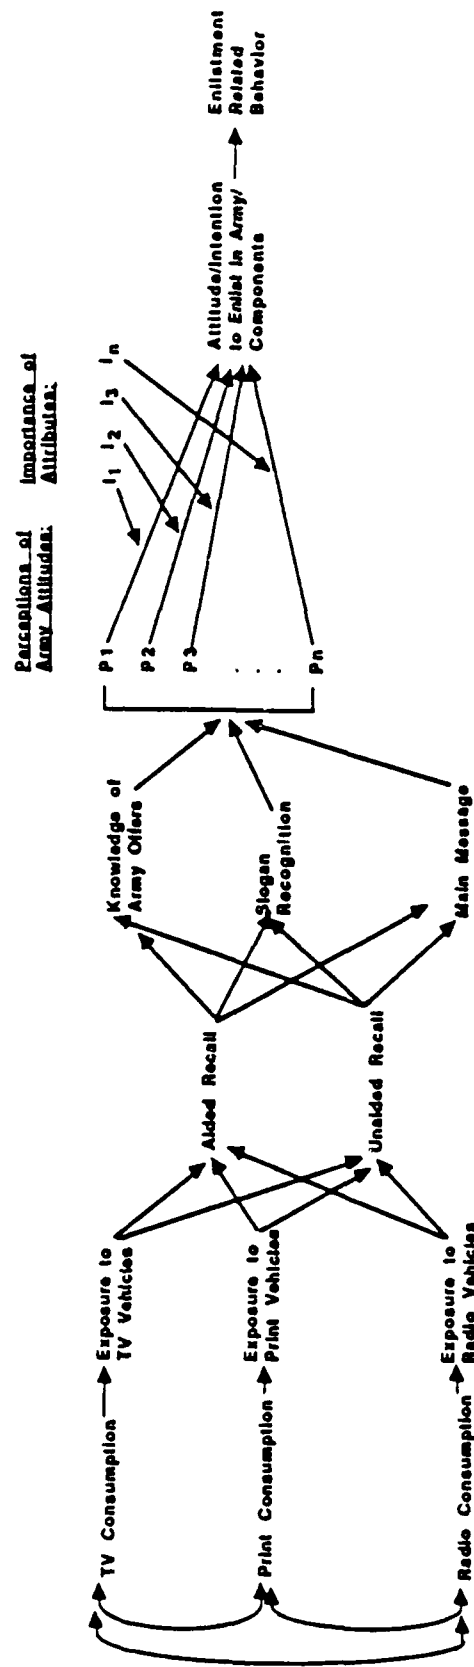 TV Consumption
Print Consumption
Radio Consumption
Exposure to
TV Vehicles
Exposure to
Print Vehicles
Exposure to
Radio Vehicles
Aided Recall
Unaided Recall
Knowledge of
Army Offers
Slogan
Recognition
Main Message
Perceptions of
Army Attitudes:
P1
P2
P3
. . .
Pn
Importance of
Attributes:
I1
I2
I3
In
Attitude/Intention
to Enlist in Army/
Components
Enlistment
Related
Behavior